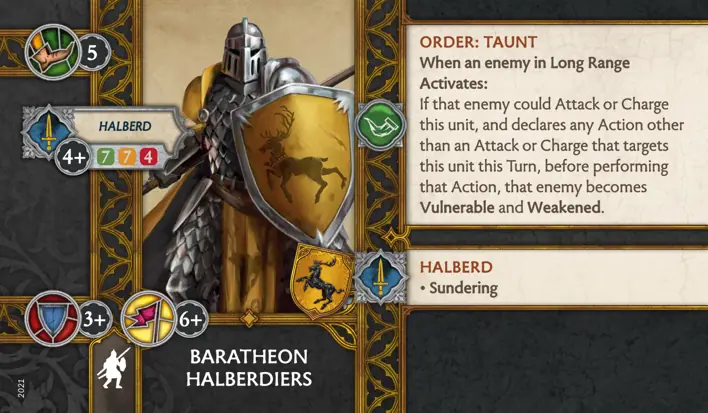 5
HALBERD
4+ 7 7 4
3+ 6+
BARATHEON
HALBERDIERS
2021
ORDER: TAUNT
When an enemy in Long Range
Activates:
If that enemy could Attack or Charge
this unit, and declares any Action other
than an Attack or Charge that targets
this unit this Turn, before performing
that Action, that enemy becomes
Vulnerable and Weakened.
HALBERD
• Sundering